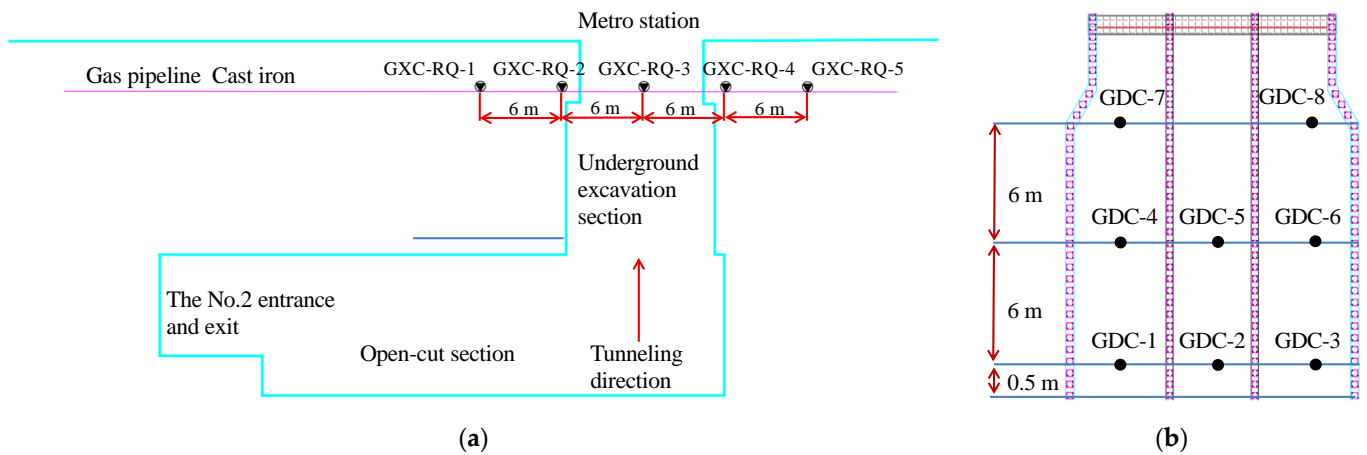 Metro station
Gas pipeline Cast iron
GXC-RQ-1
GXC-RQ-2
GXC-RQ-3
GXC-RQ-4
GXC-RQ-5
6 m
6 m
6 m
6 m
Underground
excavation
section
The No.2 entrance
and exit
Open-cut section
Tunneling
direction
(a)
GDC-7
GDC-8
6 m
GDC-4
GDC-5
GDC-6
6 m
GDC-1
GDC-2
GDC-3
0.5 m
(b)